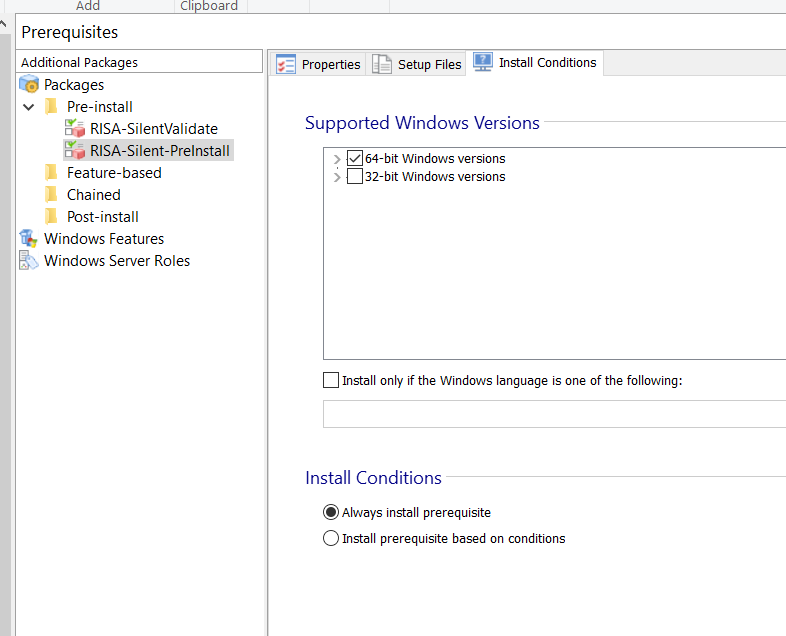 Add Clipboard
Prerequisites
Additional Packages
Packages
Pre-install
RISA-SilentValidate
RISA-Silent-PreInstall
Feature-based
Chained
Post-install
Windows Features
Windows Server Roles
Properties Setup Files Install Conditions
Supported Windows Versions
64-bit Windows versions
32-bit Windows versions
Install only if the Windows language is one of the following:
Install Conditions
Always install prerequisite
Install prerequisite based on conditions